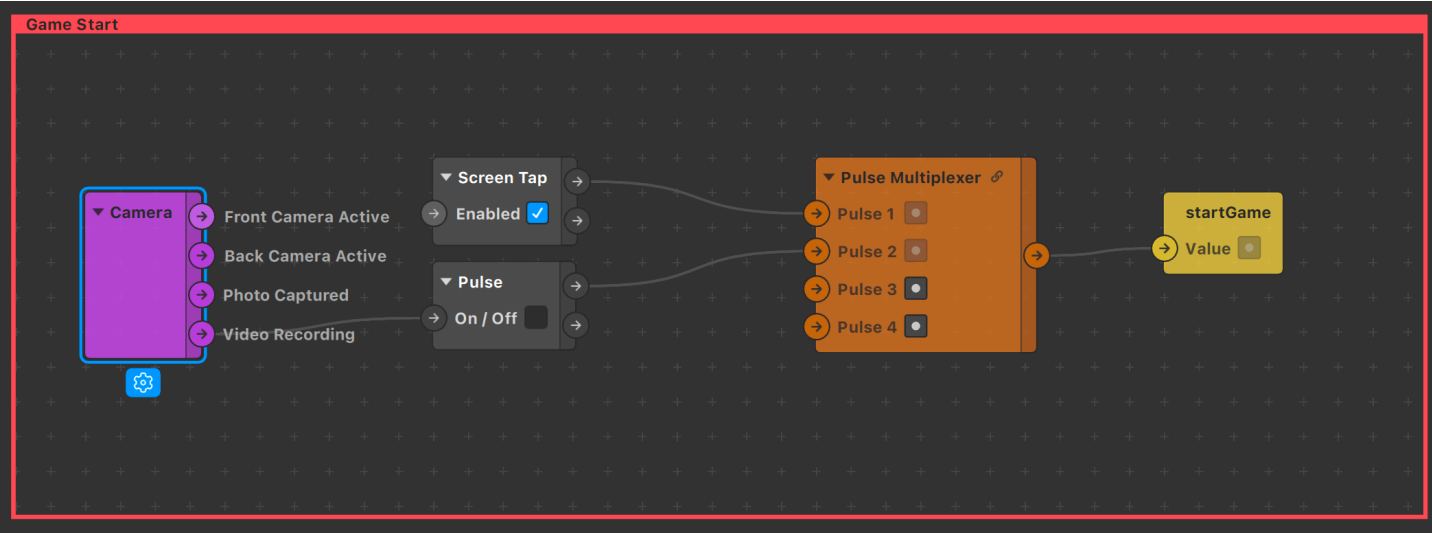 Game Start
Camera
Front Camera Active
Back Camera Active
Photo Captured
Video Recording
Screen Tap
Enabled
Pulse
On / Off
Pulse Multiplexer
Pulse 1
Pulse 2
Pulse 3
Pulse 4
startGame
Value